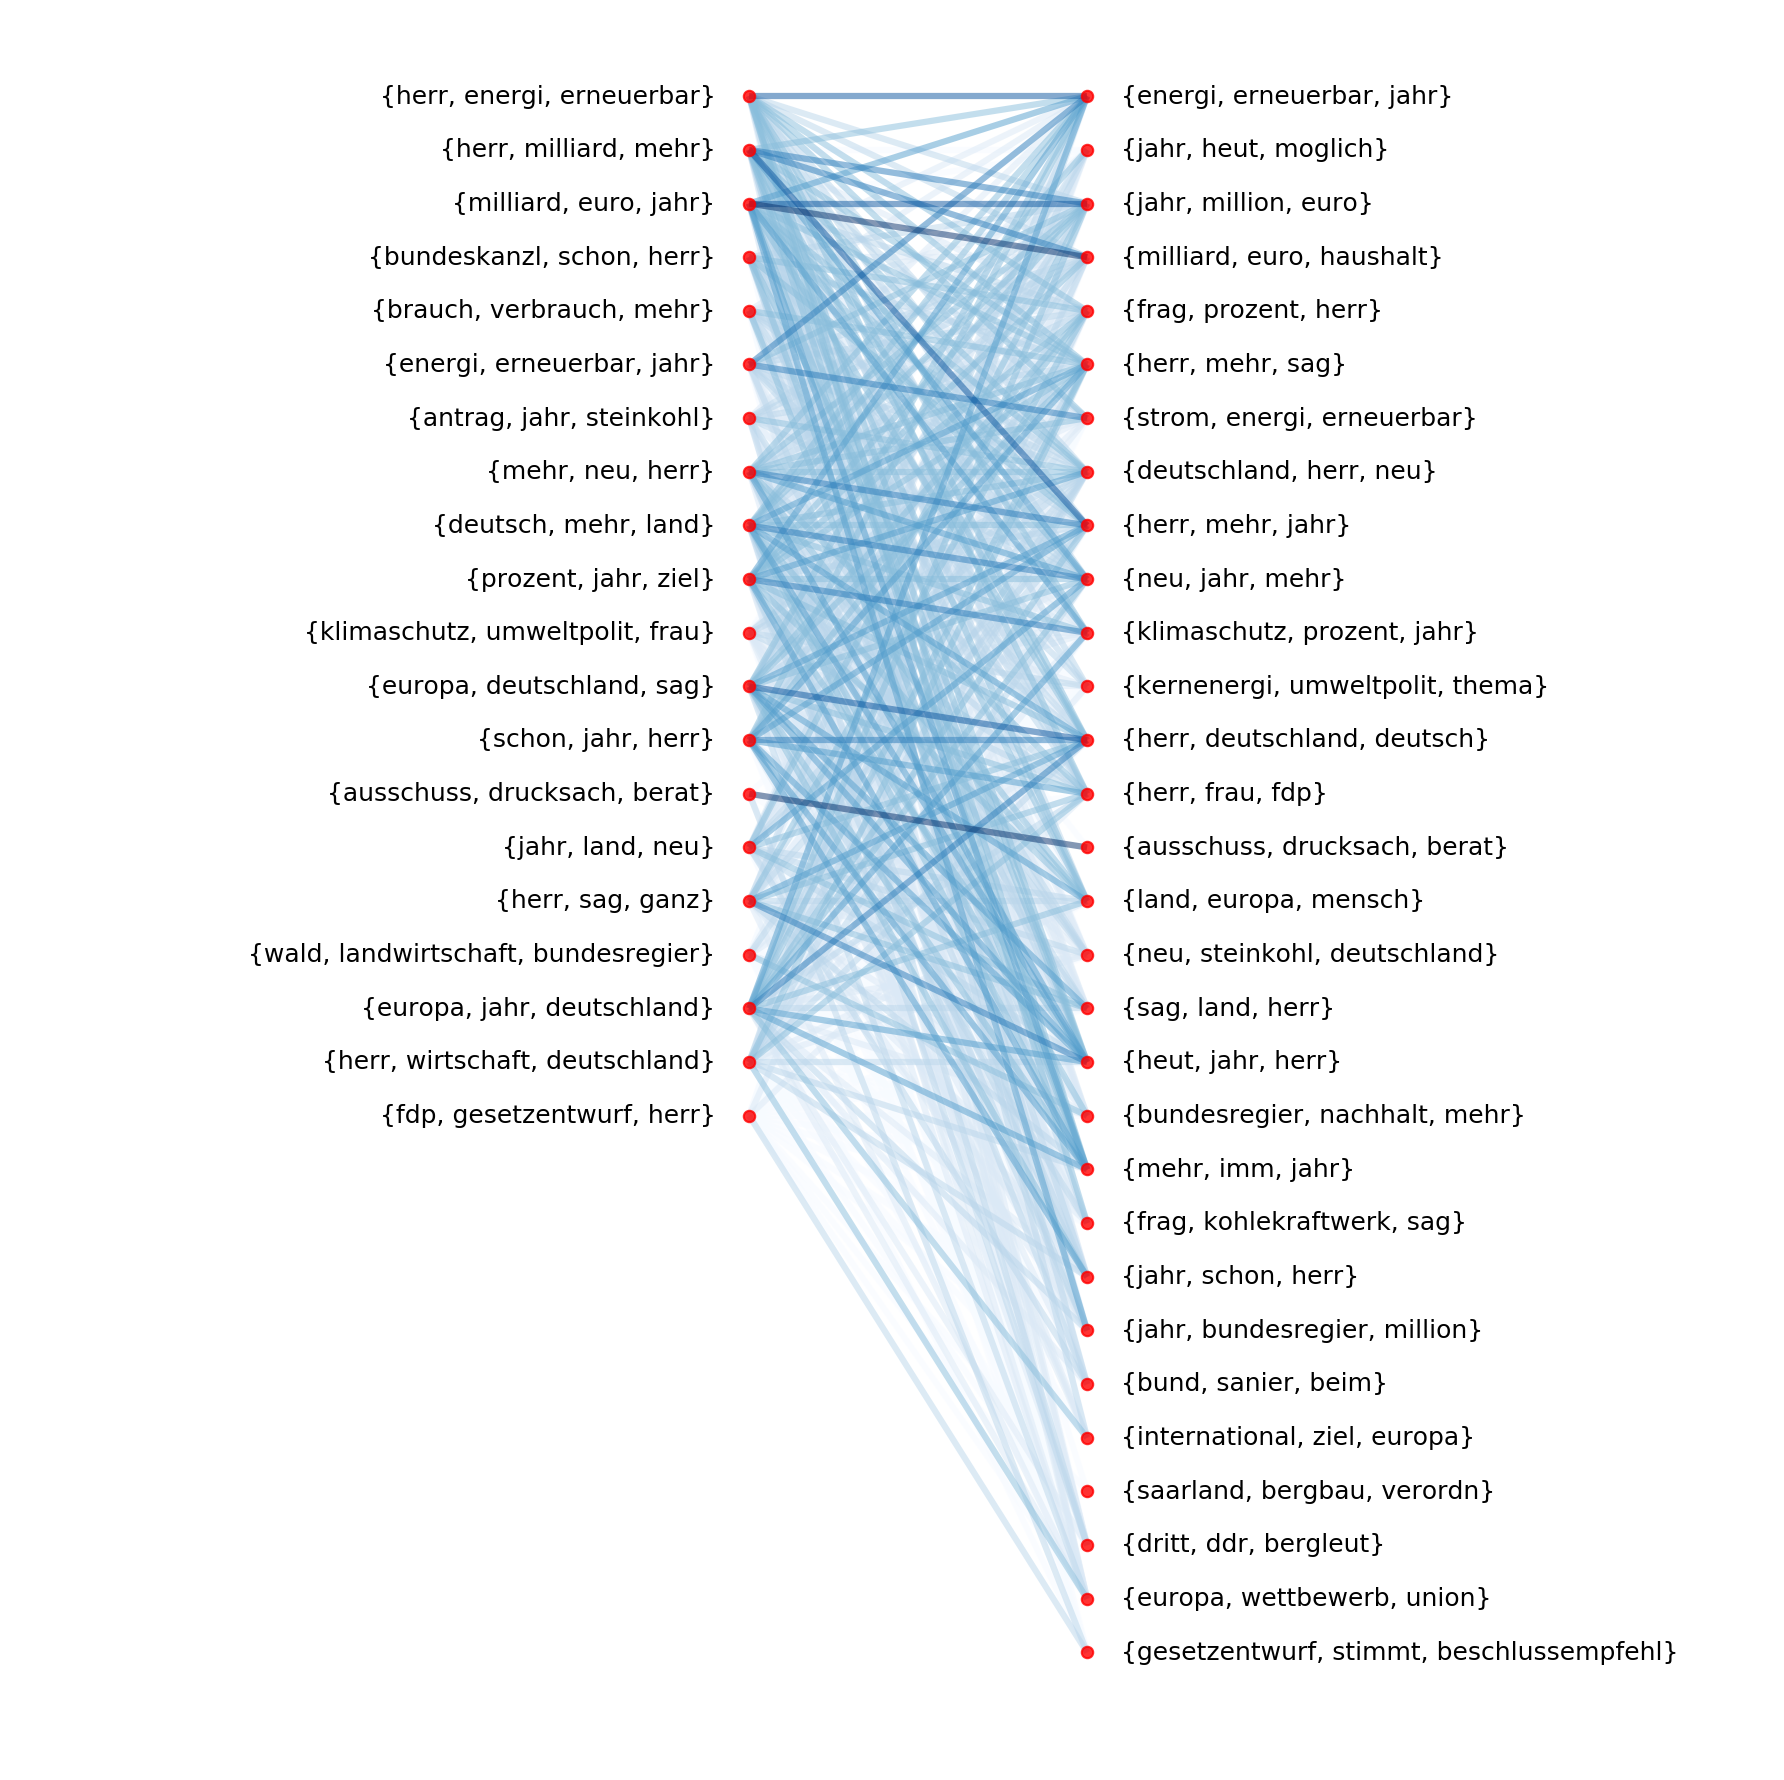 {herr, energi, erneuerbar}
{herr, milliard, mehr}
{milliard, euro, jahr}
{bundeskanzl, schon, herr}
{brauch, verbrauch, mehr}
{energi, erneuerbar, jahr}
{antrag, jahr, steinkohl}
{mehr, neu, herr}
{deutsch, mehr, land}
{prozent, jahr, ziel}
{klimaschutz, umweltpolit, frau}
{europa, deutschland, sag}
{schon, jahr, herr}
{ausschuss, drucksach, berat}
{jahr, land, neu}
{herr, sag, ganz}
{wald, landwirtschaft, bundesregier}
{europa, jahr, deutschland}
{herr, wirtschaft, deutschland}
{fdp, gesetzentwurf, herr}
{energi, erneuerbar, jahr}
{jahr, heut, moglich}
{jahr, million, euro}
{milliard, euro, haushalt}
{frag, prozent, herr}
{herr, mehr, sag}
{strom, energi, erneuerbar}
{deutschland, herr, neu}
{herr, mehr, jahr}
{neu, jahr, mehr}
{klimaschutz, prozent, jahr}
{kernenergi, umweltpolit, thema}
{herr, deutschland, deutsch}
{herr, frau, fdp}
{ausschuss, drucksach, berat}
{land, europa, mensch}
{neu, steinkohl, deutschland}
{sag, land, herr}
{heut, jahr, herr}
{bundesregier, nachhalt, mehr}
{mehr, imm, jahr}
{frag, kohlekraftwerk, sag}
{jahr, schon, herr}
{jahr, bundesregier, million}
{bund, sanier, beim}
{international, ziel, europa}
{saarland, bergbau, verordn}
{dritt, ddr, bergleut}
{europa, wettbewerb, union}
{gesetzentwurf, stimmt, beschlussempfehl}